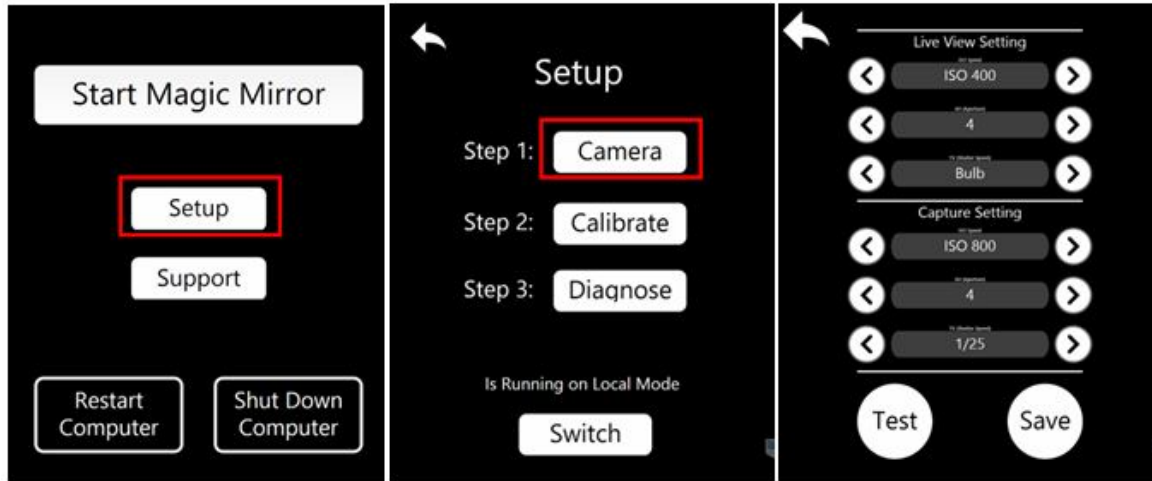 Start Magic Mirror
Setup
Support
Restart
Computer
Shut Down
Computer
Setup
Step 1:
Camera
Step 2:
Calibrate
Step 3:
Diagnose
Is Running on Local Mode
Switch
Live View Setting
ISO 400
4
Bulb
Capture Setting
ISO 800
4
1/25
Test
Save